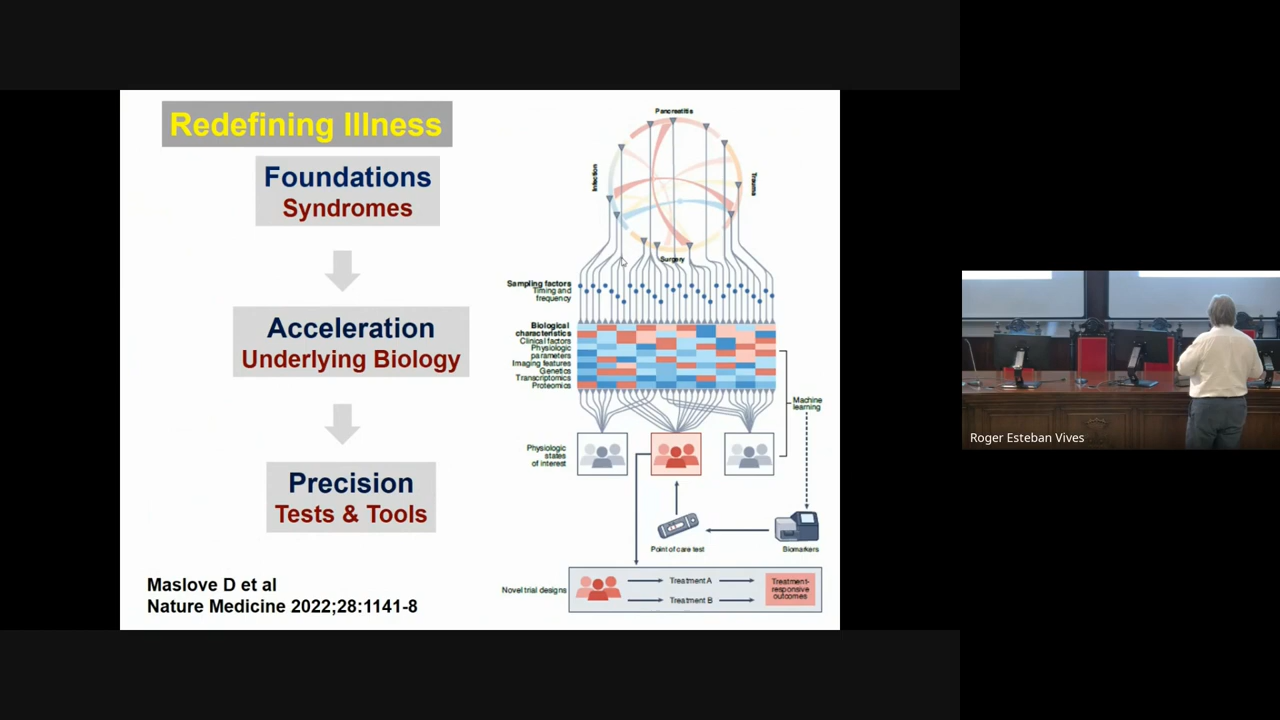 Redefining Illness
Foundations
Syndromes
Acceleration
Underlying Biology
Precision
Tests & Tools
Maslove D et al
Nature Medicine 2022;28:1141-8
Pancreatitis
Infection
Trauma
Surgery
Sampling factors
Timing and
frequency
Biological
characteristics
Clinical factors
Physiologic
parameters
Imaging features
Genetics
Transcriptomics
Proteomics
Machine
learning
Physiologic
states
of interest
Point of care test
Biomarkers
Novel trial designs
Treatment A
Treatment B
Treatment-
responsive
outcomes
Roger Esteban Vives